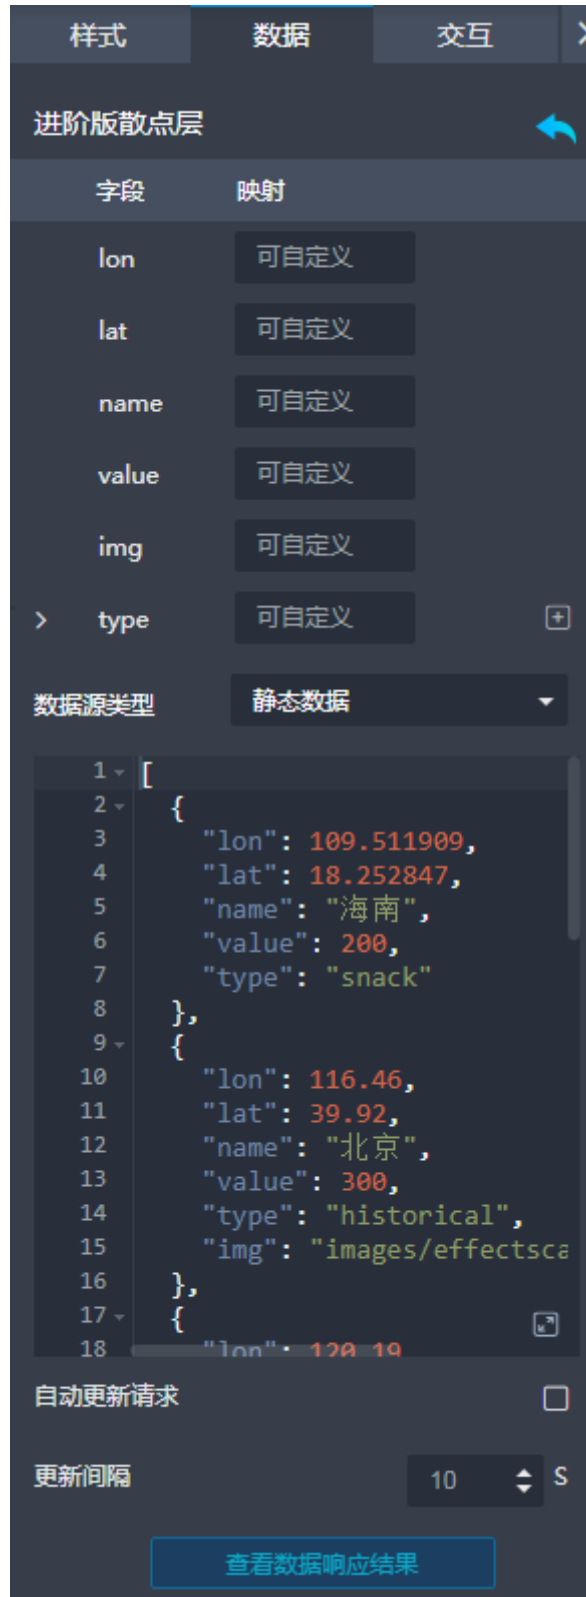 样式 数据 交互
进阶版散点层
字段 映射
lon 可自定义
lat 可自定义
name 可自定义
value 可自定义
img 可自定义
type 可自定义
数据源类型 静态数据
1 [
2 {
3 "lon": 109.511909,
4 "lat": 18.252847,
5 "name": "海南",
6 "value": 200,
7 "type": "snack"
8 },
9 {
10 "lon": 116.46,
11 "lat": 39.92,
12 "name": "北京",
13 "value": 300,
14 "type": "historical",
15 "img": "images/effectsca
16 },
17 {
18 "lon": 120.19
自动更新请求
更新间隔 10 S
查看数据响应结果